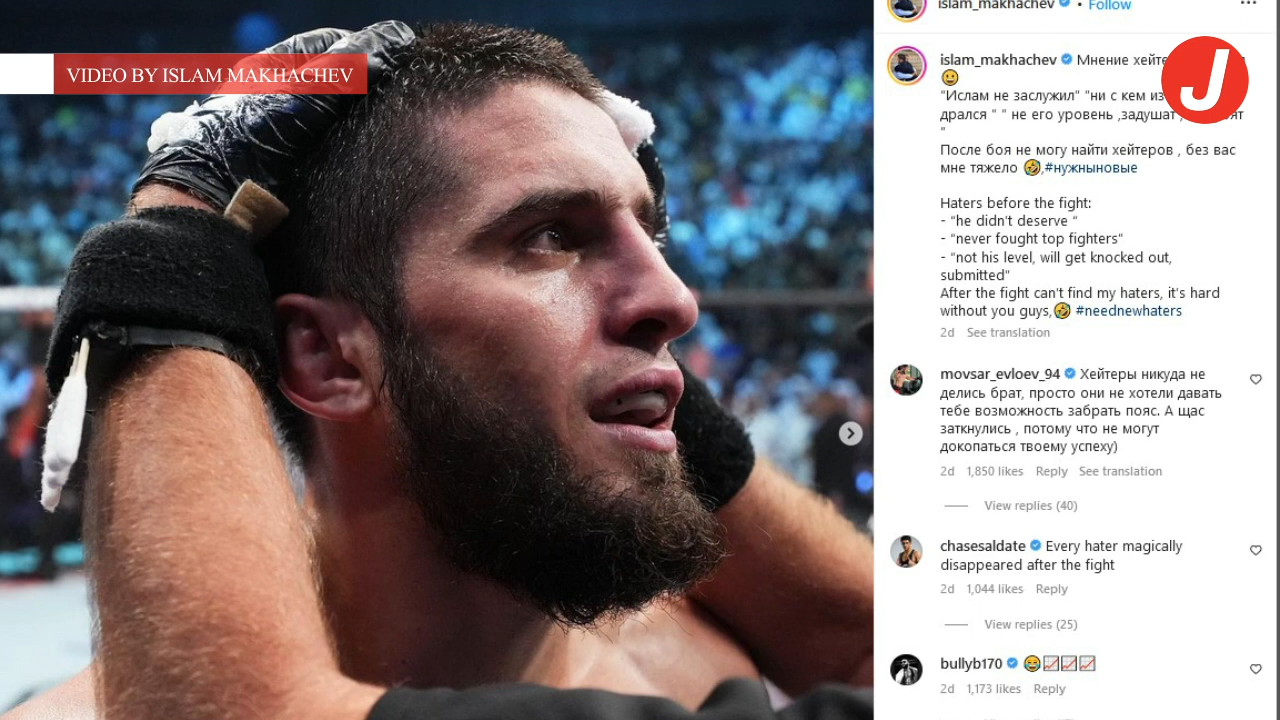 VIDEO BY ISLAM MAKHACHEV
islam_makhachev • Follow
islam_makhachev Мнение
"Ислам не заслужил" "ни с кем из
дрался " " не его уровень ,задушат ,
"
После боя не могу найти хейтеров , без вас
мне тяжело 🤣,#нужныновые
Haters before the fight:
- "he didn't deserve "
- "never fought top fighters"
- "not his level, will get knocked out,
submitted"
After the fight can't find my haters, it's hard
without you guys,🤣 #neednewhaters
2d See translation
movsar_evloev_94 Хейтеры никуда не
делись брат, просто они не хотели давать
тебе возможность забрать пояс. А щас
заткнулись , потому что не могут
докопаться твоему успеху)
2d 1,850 likes Reply See translation
View replies (40)
chasesaldate Every hater magically
disappeared after the fight
2d 1,044 likes Reply
View replies (25)
bullyb170 😂📈📈📈
2d 1,173 likes Reply
J